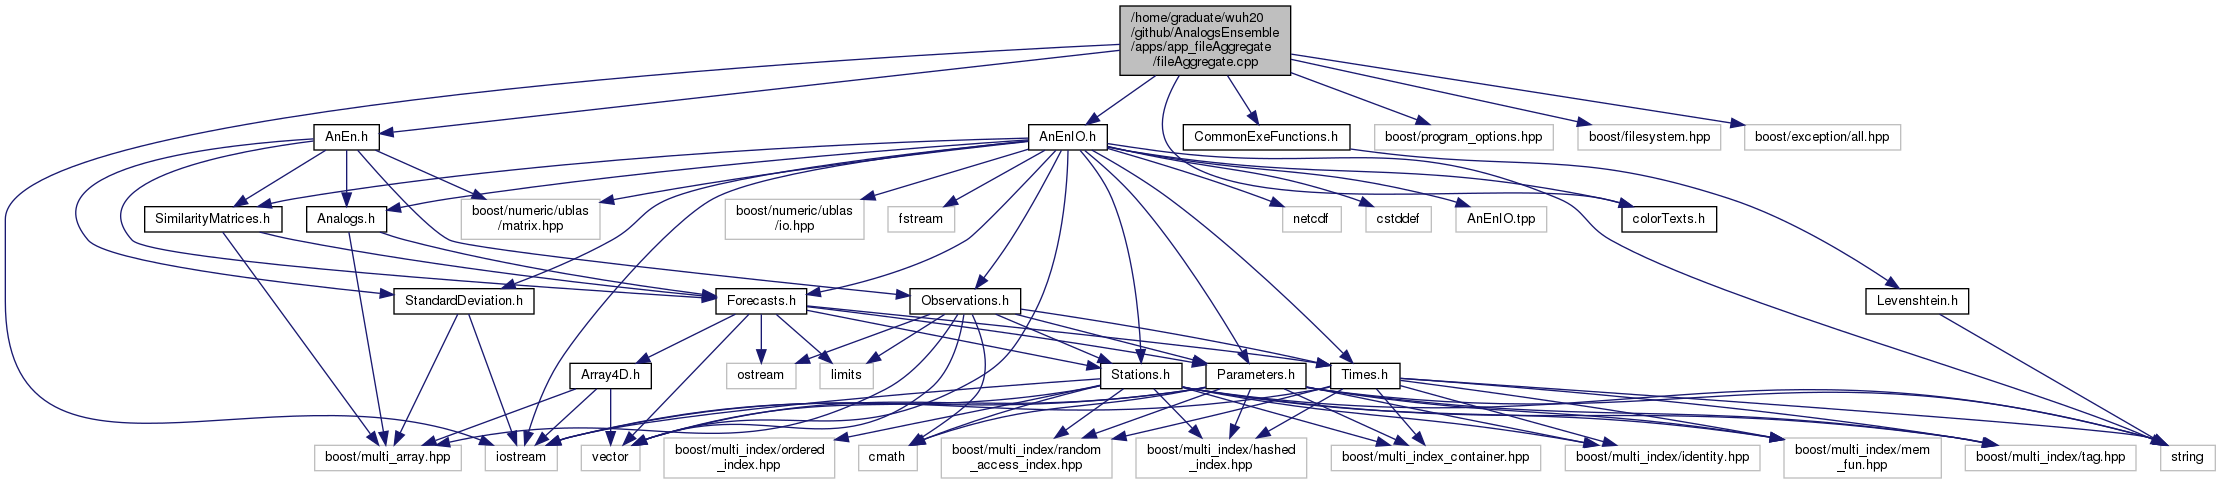 /home/graduate/wuh20
/github/AnalogsEnsemble
/apps/app_fileAggregate
/fileAggregate.cpp
AnEn.h
AnEnIO.h
CommonExeFunctions.h
boost/program_options.hpp
boost/filesystem.hpp
boost/exception/all.hpp
SimilarityMatrices.h
Analogs.h
boost/numeric/ublas
/matrix.hpp
boost/numeric/ublas
/io.hpp
fstream
netcdf
cstddef
AnEnIO.tpp
colorTexts.h
StandardDeviation.h
Forecasts.h
Observations.h
Levenshtein.h
Array4D.h
ostream
limits
Stations.h
Parameters.h
Times.h
boost/multi_array.hpp
iostream
vector
boost/multi_index/ordered
_index.hpp
cmath
boost/multi_index/random
_access_index.hpp
boost/multi_index/hashed
_index.hpp
boost/multi_index_container.hpp
boost/multi_index/identity.hpp
boost/multi_index/mem
_fun.hpp
boost/multi_index/tag.hpp
string